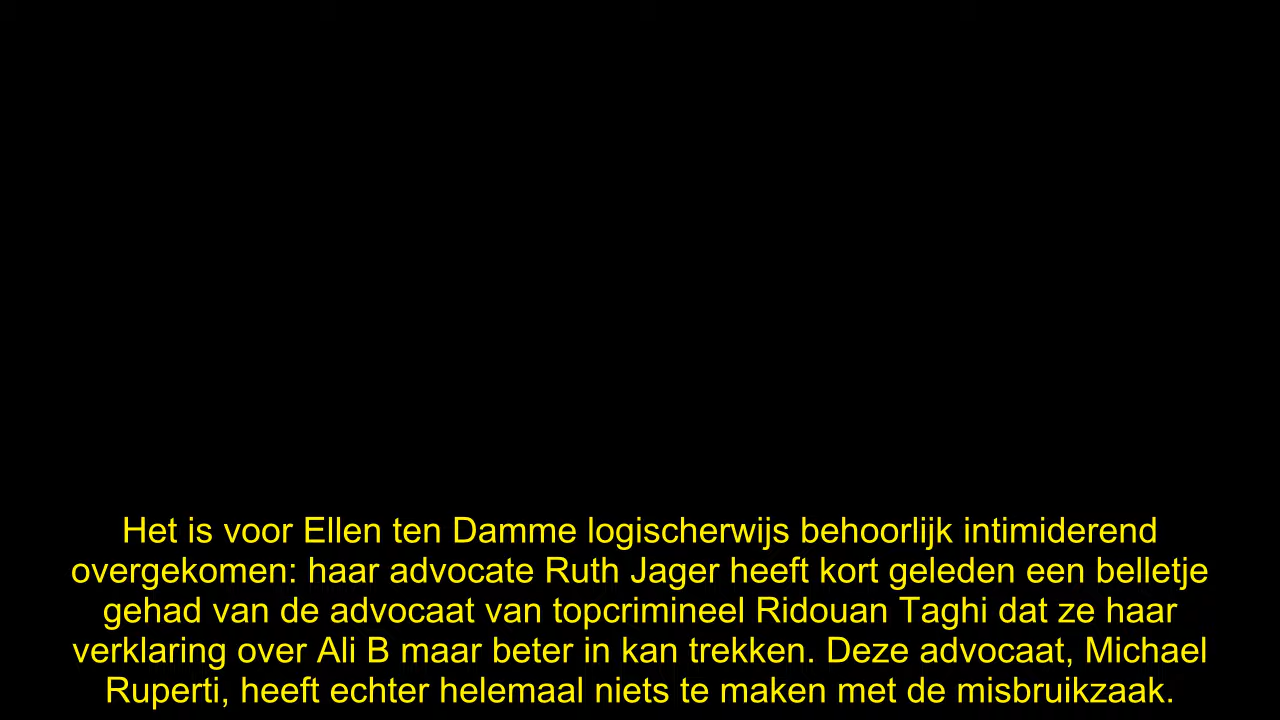 Het is voor Ellen ten Damme logischerwijs behoorlijk intimiderend
overgekomen: haar advocate Ruth Jager heeft kort geleden een belletje
gehad van de advocaat van topcrimineel Ridouan Taghi dat ze haar
verklaring over Ali B maar beter in kan trekken. Deze advocaat, Michael
Ruperti, heeft echter helemaal niets te maken met de misbruikzaak.